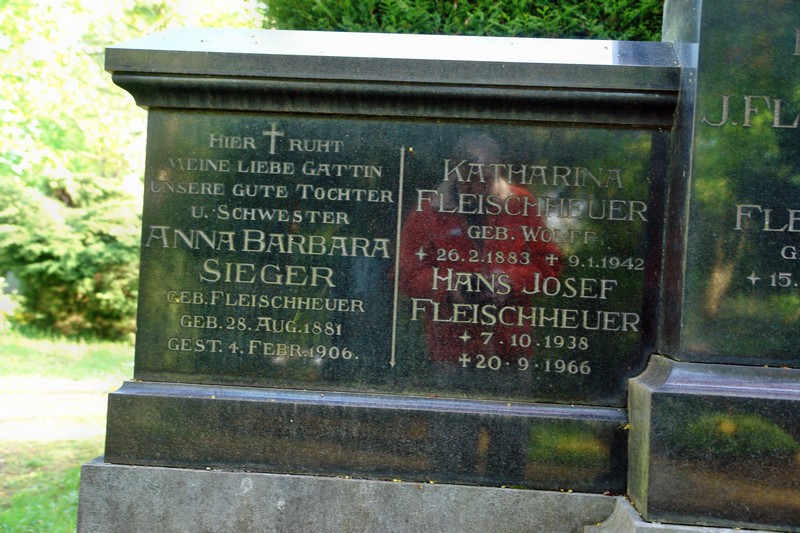 HIER † RUHT
MEINE LIEBE GATTIN
UNSERE GUTE TOCHTER
U. SCHWESTER
ANNA BARBARA
SIEGER
GEB. FLEISCHHEUER
GEB. 28. AUG. 1881
GEST. 4. FEBR. 1906.
KATHARINA
FLEISCHHEUER
GEB. WOLFF
✦ 26.2.1883 ✝ 9.1.1942
HANS JOSEF
FLEISCHHEUER
✦ 7·10·1938
✝ 20·9·1966
J. FL
FLE
G
✦ 15.